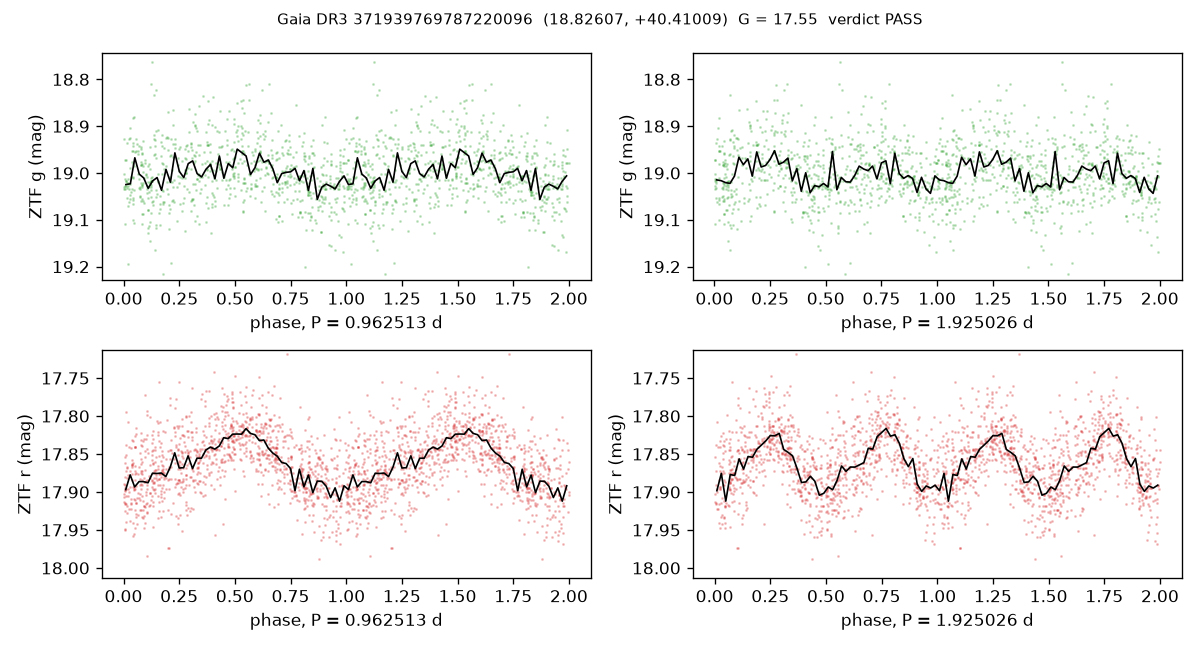 Gaia DR3 371939769787220096  (18.82607, +40.41009)  G = 17.55  verdict PASS
ZTF g (mag)
18.8
18.9
19.0
19.1
19.2
0.00 0.25 0.50 0.75 1.00 1.25 1.50 1.75 2.00
phase, P = 0.962513 d
ZTF g (mag)
18.8
18.9
19.0
19.1
19.2
0.00 0.25 0.50 0.75 1.00 1.25 1.50 1.75 2.00
phase, P = 1.925026 d
ZTF r (mag)
17.75
17.80
17.85
17.90
17.95
18.00
0.00 0.25 0.50 0.75 1.00 1.25 1.50 1.75 2.00
phase, P = 0.962513 d
ZTF r (mag)
17.75
17.80
17.85
17.90
17.95
18.00
0.00 0.25 0.50 0.75 1.00 1.25 1.50 1.75 2.00
phase, P = 1.925026 d